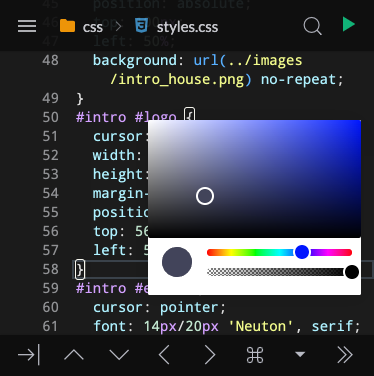 45 position: absolute;
css > styles.css
left: 50%;
48 background: url(../images
/intro_house.png) no-repeat;
49 }
50 #intro #logo {
51 cursor:
52 width:
53 height:
54 margin-
55 positio
56 top: 56
57 left: 5
58 }
59 #intro #e
60 cursor: pointer;
61 font: 14px/20px 'Neuton', serif;